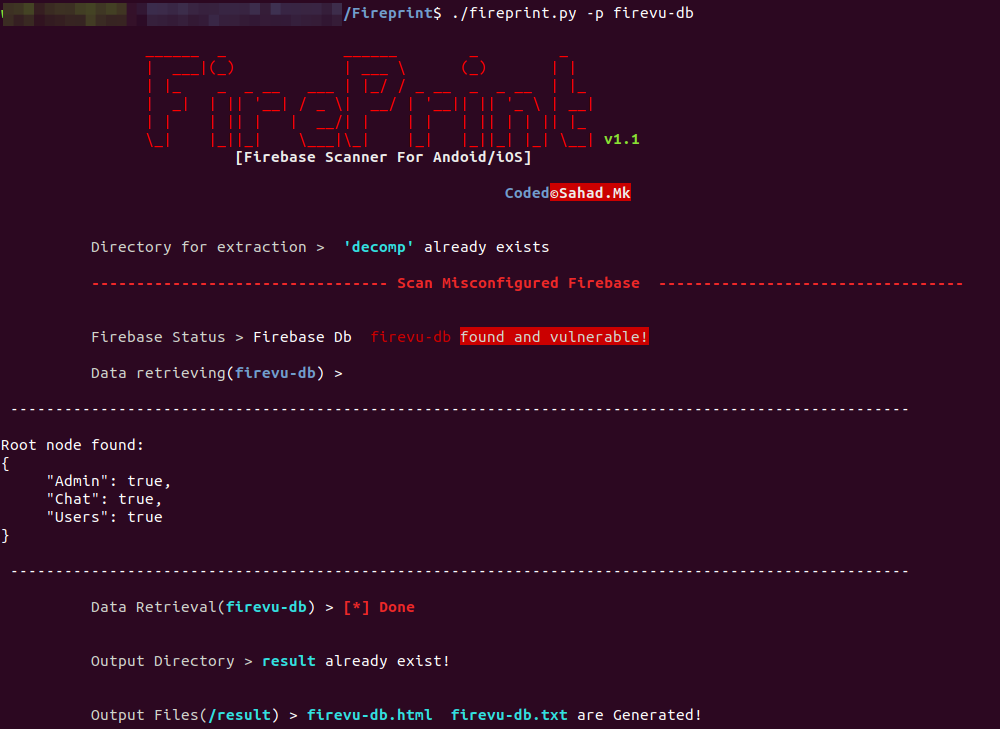 /Fireprint$ ./fireprint.py -p firevu-db
FirePrint
v1.1
[Firebase Scanner For Andoid/iOS]
Coded©Sahad.Mk
Directory for extraction > 'decomp' already exists
--------------------------------- Scan Misconfigured Firebase ----------------------------------
Firebase Status > Firebase Db firevu-db found and vulnerable!
Data retrieving(firevu-db) >
----------------------------------------------------------------------------------------------------
Root node found:
{
"Admin": true,
"Chat": true,
"Users": true
}
----------------------------------------------------------------------------------------------------
Data Retrieval(firevu-db) > [*] Done
Output Directory > result already exist!
Output Files(/result) > firevu-db.html firevu-db.txt are Generated!